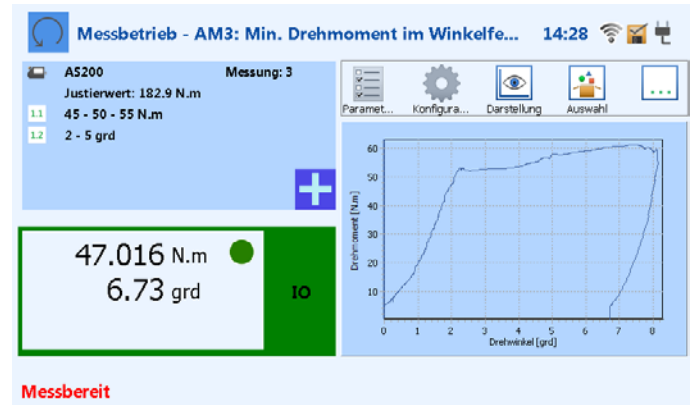 Messbetrieb - AM3: Min. Drehmoment im Winkelfe... 14:28
AS200 Messung: 3
Justierwert: 182.9 N.m
1.1 45 - 50 - 55 N.m
1.2 2 - 5 grd
Paramet... Konfigura... Darstellung Auswahl ...
47.016 N.m
6.73 grd
IO
Drehmoment [N.m]
60
50
40
30
20
10
0 1 2 3 4 5 6 7 8
Drehwinkel [grd]
Messbereit